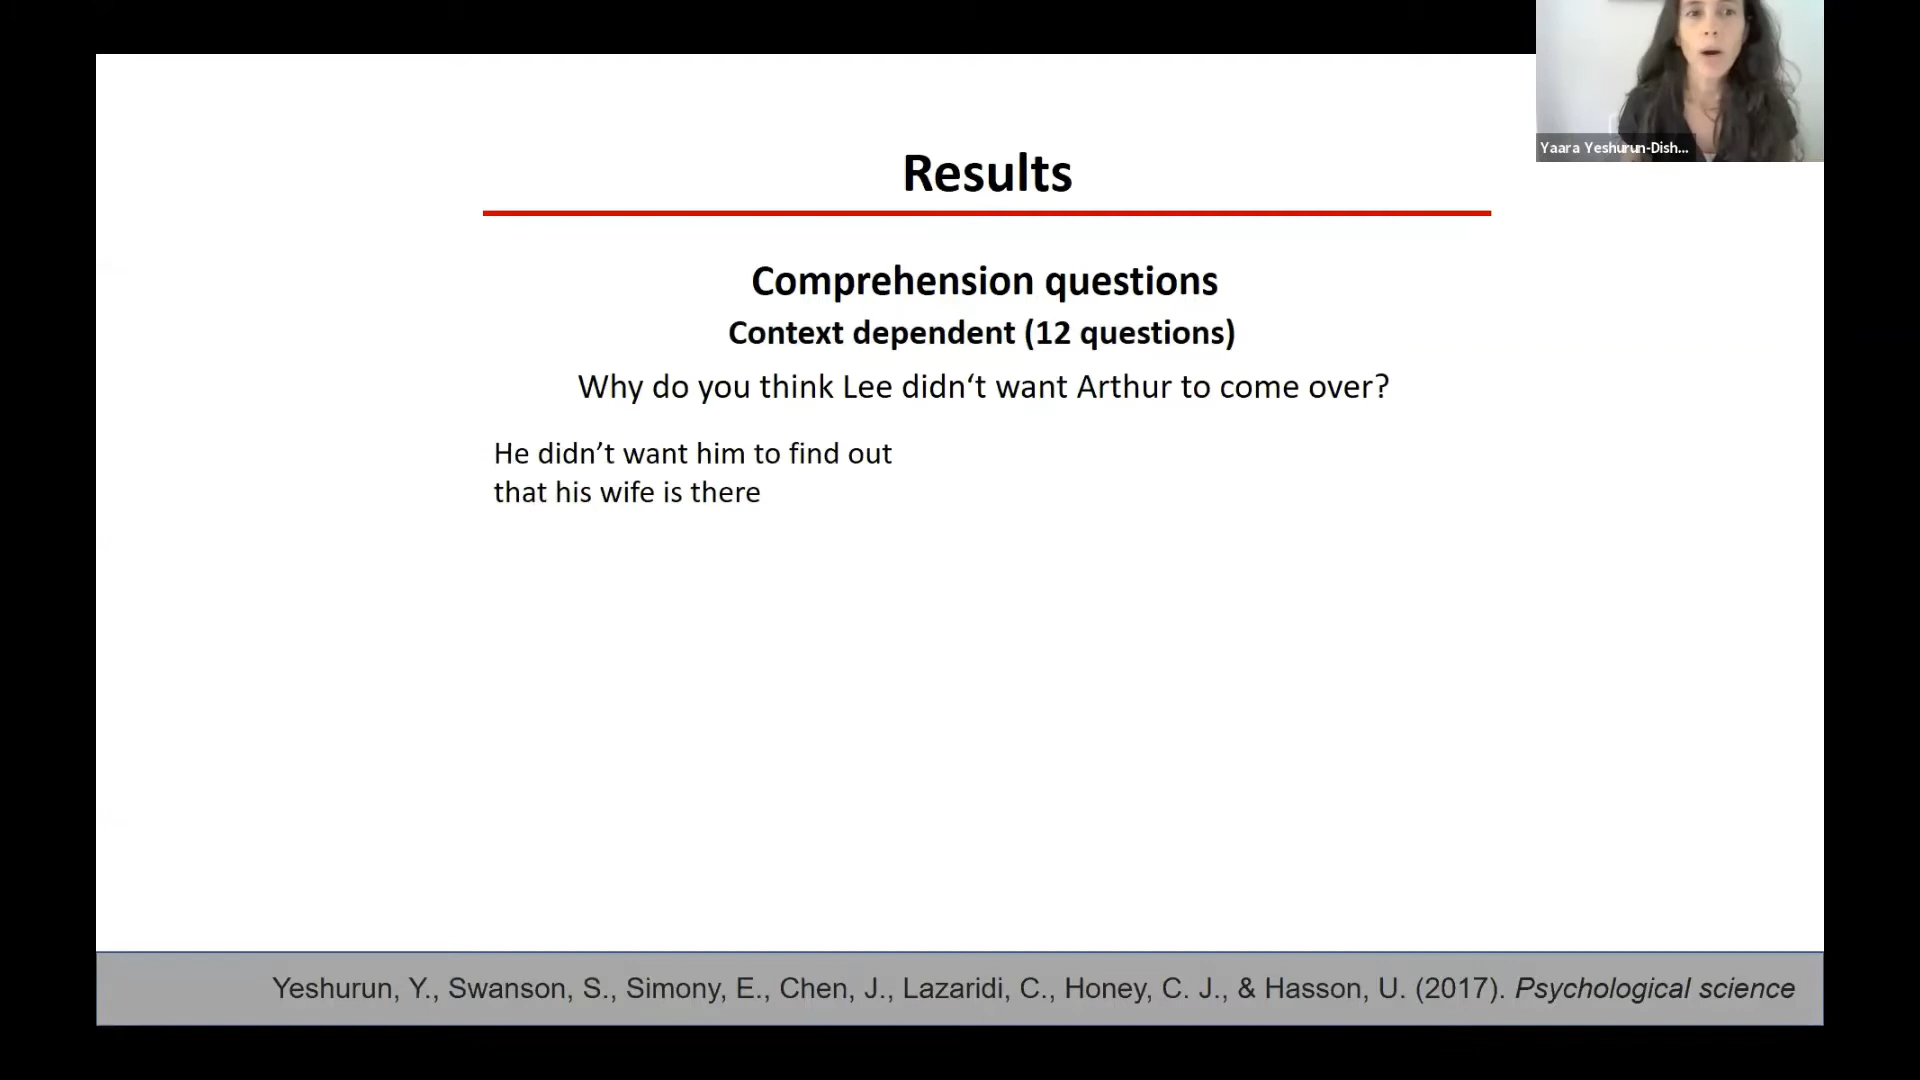 Yaara Yeshurun-Dish...
Results
Comprehension questions
Context dependent (12 questions)
Why do you think Lee didn‘t want Arthur to come over?
He didn’t want him to find out
that his wife is there
Yeshurun, Y., Swanson, S., Simony, E., Chen, J., Lazaridi, C., Honey, C. J., & Hasson, U. (2017). Psychological science